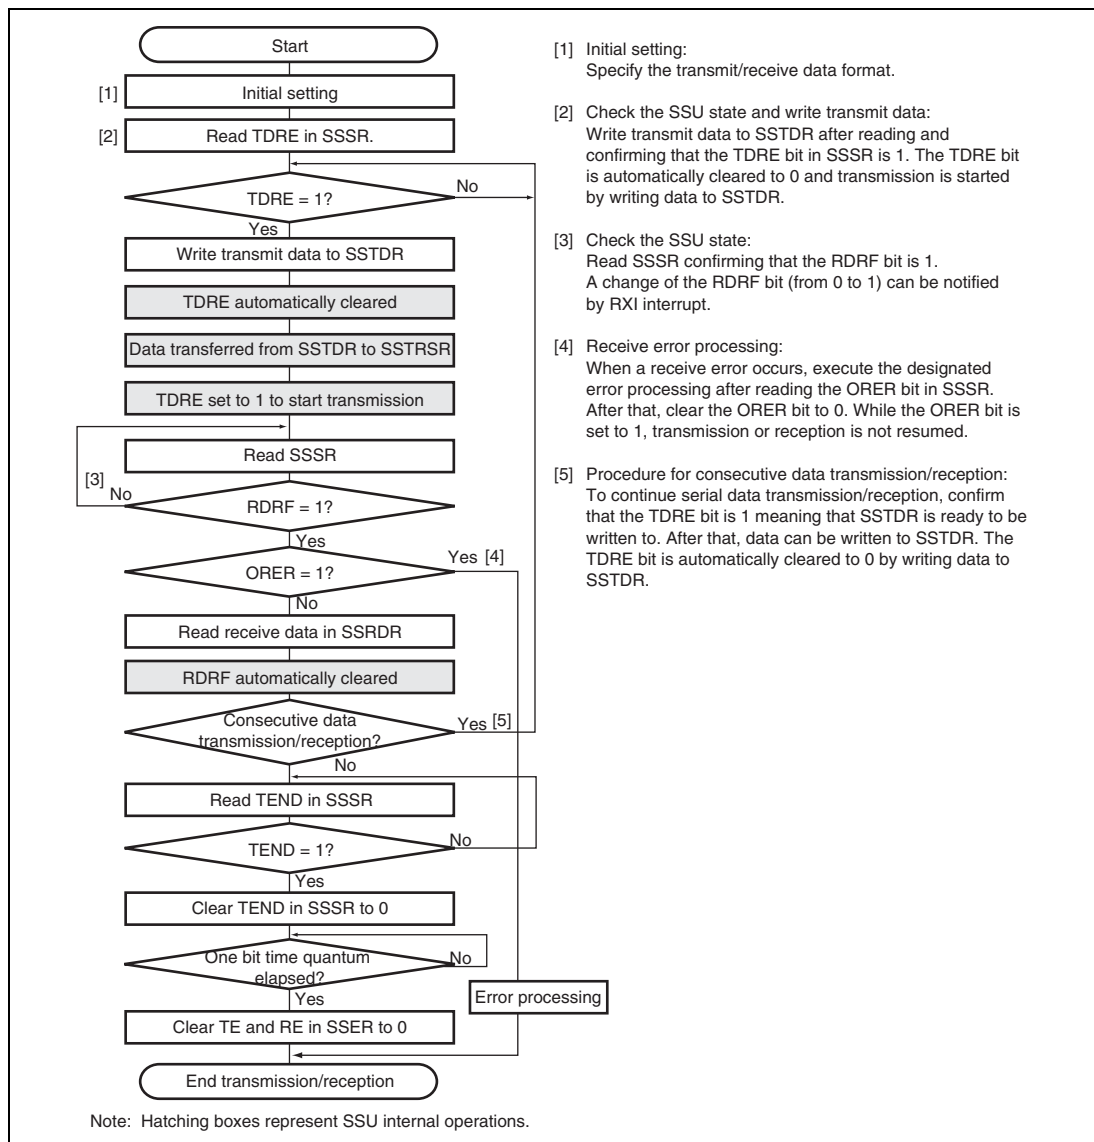 Start
[1] Initial setting
[2] Read TDRE in SSSR.
TDRE = 1?
No
Yes
Write transmit data to SSTDR
TDRE automatically cleared
Data transferred from SSTDR to SSTRSR
TDRE set to 1 to start transmission
Read SSSR
[3]
No
RDRF = 1?
Yes
Yes [4]
ORER = 1?
No
Read receive data in SSRDR
RDRF automatically cleared
Consecutive data
transmission/reception?
Yes [5]
No
Read TEND in SSSR
No
TEND = 1?
Yes
Clear TEND in SSSR to 0
One bit time quantum
elapsed?
No
Yes
Error processing
Clear TE and RE in SSER to 0
End transmission/reception
[1] Initial setting:
Specify the transmit/receive data format.
[2] Check the SSU state and write transmit data:
Write transmit data to SSTDR after reading and
confirming that the TDRE bit in SSSR is 1. The TDRE bit
is automatically cleared to 0 and transmission is started
by writing data to SSTDR.
[3] Check the SSU state:
Read SSSR confirming that the RDRF bit is 1.
A change of the RDRF bit (from 0 to 1) can be notified
by RXI interrupt.
[4] Receive error processing:
When a receive error occurs, execute the designated
error processing after reading the ORER bit in SSSR.
After that, clear the ORER bit to 0. While the ORER bit is
set to 1, transmission or reception is not resumed.
[5] Procedure for consecutive data transmission/reception:
To continue serial data transmission/reception, confirm
that the TDRE bit is 1 meaning that SSTDR is ready to be
written to. After that, data can be written to SSTDR. The
TDRE bit is automatically cleared to 0 by writing data to
SSTDR.
Note: Hatching boxes represent SSU internal operations.